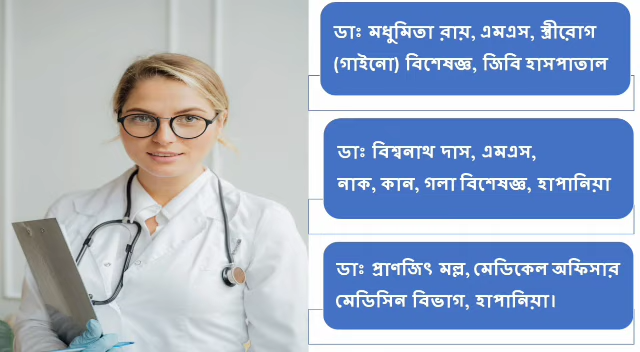 ডাঃ মধুমিতা রায়, এমএস, স্ত্রীরোগ
(গাইনো) বিশেষজ্ঞ, জিবি হাসপাতাল
ডাঃ বিশ্বনাথ দাস, এমএস,
নাক, কান, গলা বিশেষজ্ঞ, হাপানিয়া
ডাঃ প্রাণজিৎ মল্ল, মেডিকেল অফিসার
মেডিসিন বিভাগ, হাপানিয়া।